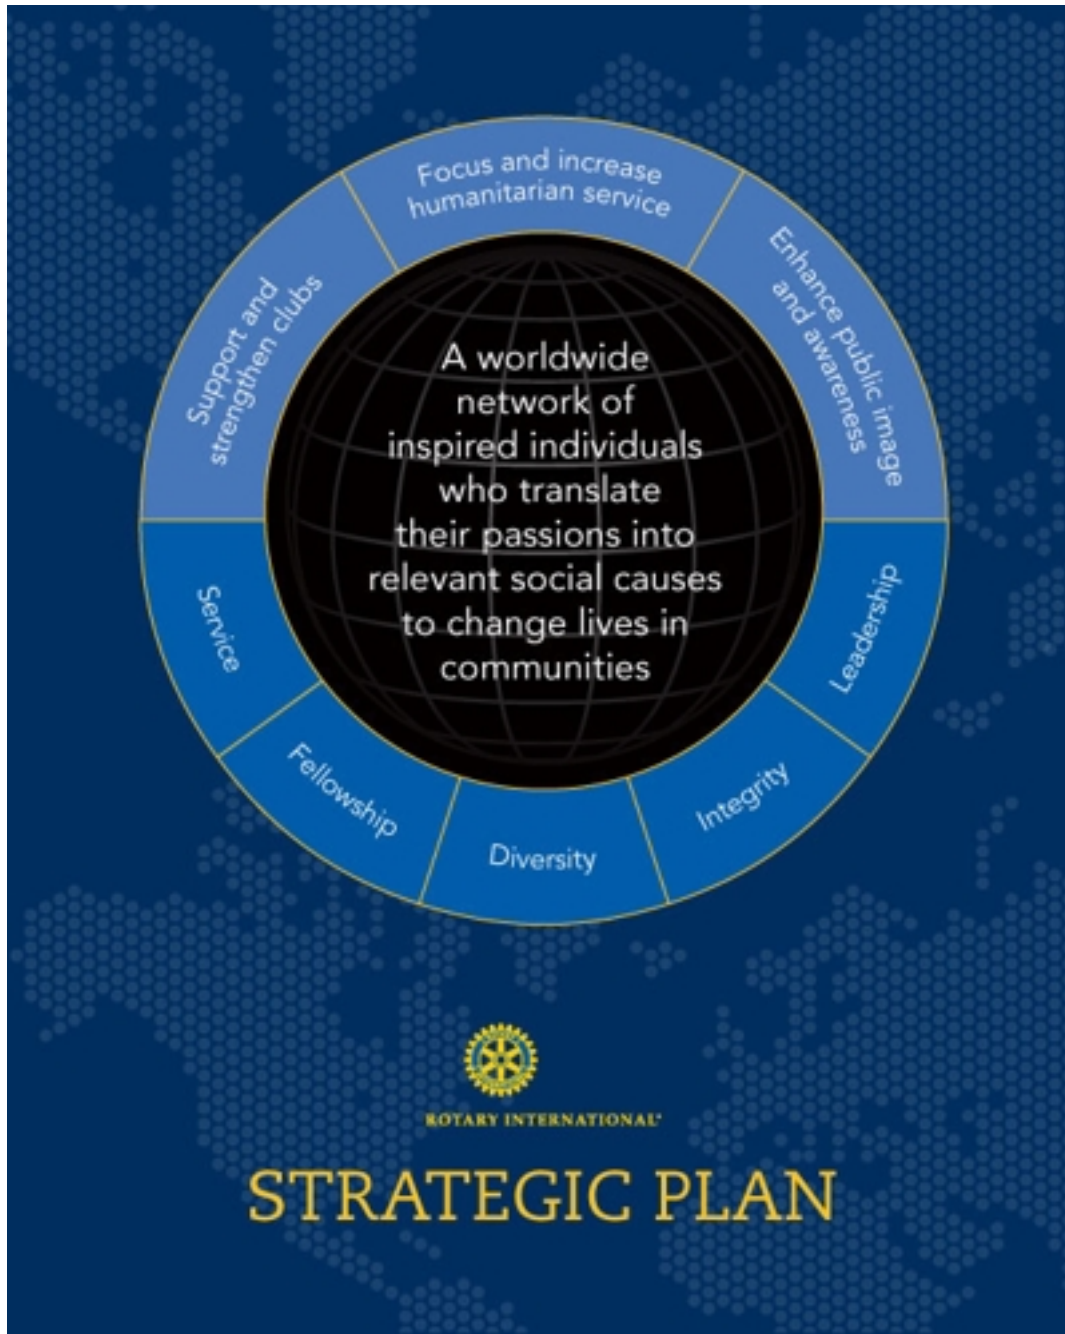 Focus and increase
humanitarian service
Enhance public image
and awareness
Support and
strengthen clubs
A worldwide
network of
inspired individuals
who translate
their passions into
relevant social causes
to change lives in
communities
Service
Fellowship
Diversity
Integrity
Leadership
ROTARY INTERNATIONAL®
STRATEGIC PLAN